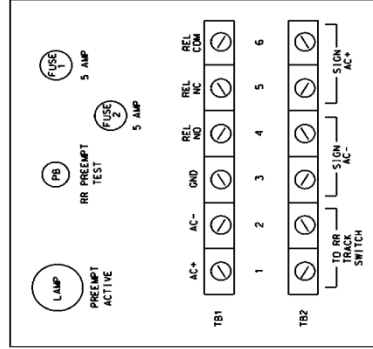 FUSE
1
5 AMP
FUSE
2
5 AMP
PB
RR PREEMPT
TEST
LAMP
PREEMPT
ACTIVE
REL
COM
REL
NC
REL
NO
GND
AC-
AC+
TB1
6
5
4
3
2
1
TB2
SIGN
AC+
SIGN
AC-
TO RR
TRACK
SWITCH